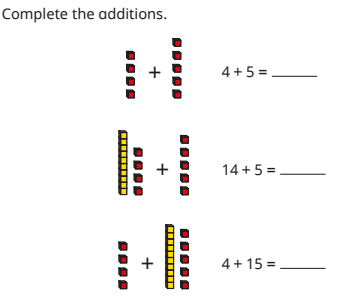 Complete the additions.
+ 4 + 5 = ______
+ 14 + 5 = ______
+ 4 + 15 = ______